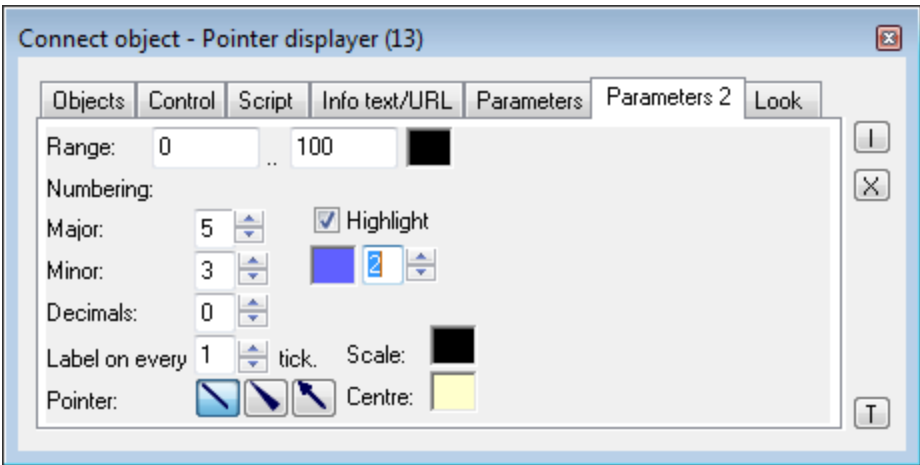 Connect object - Pointer displayer (13)
Objects Control Script Info text/URL Parameters Parameters 2 Look
Range: 0 .. 100
I
Numbering:
X
Major: 5 Highlight
Minor: 3 2
Decimals: 0
Label on every 1 tick. Scale:
Pointer: Centre:
T